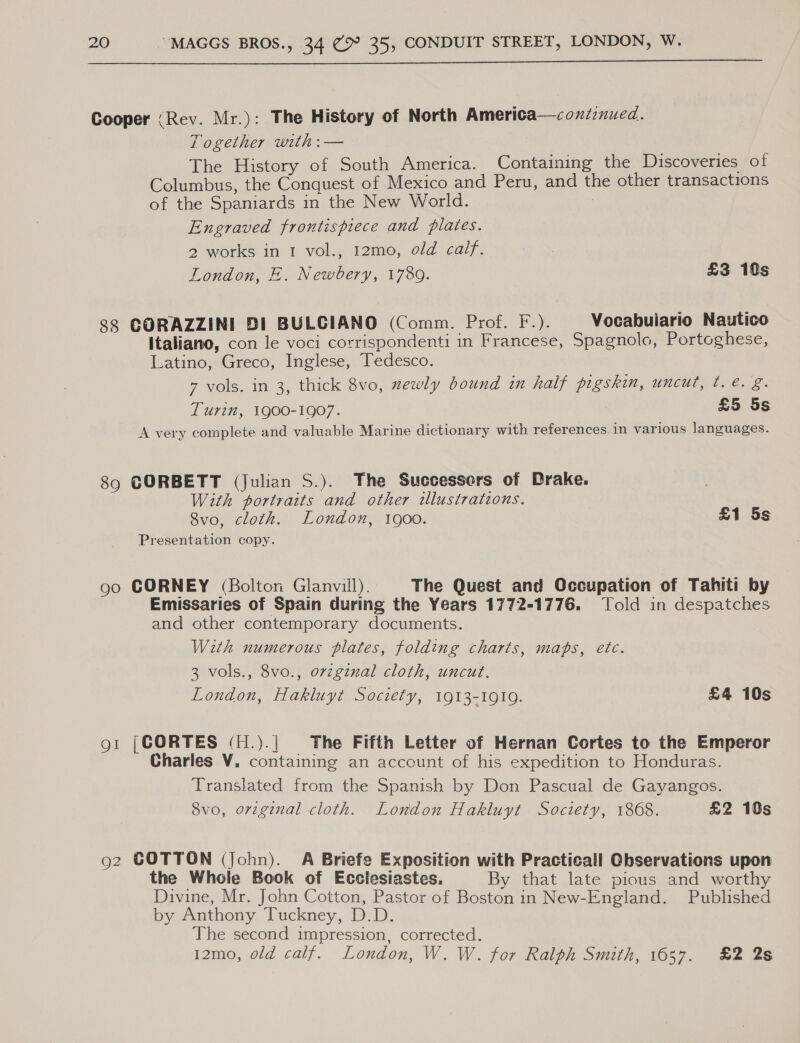 20 MAGGS BROS., 34 & 35, CONDUIT STREET, LONDON, W.
Cooper (Rev. Mr.): The History of North America—continued.
Together with:—
The History of South America. Containing the Discoveries of
Columbus, the Conquest of Mexico and Peru, and the other transactions
of the Spaniards in the New World.
Engraved frontispiece and plates.
2 works in 1 vol., 12mo, old calf.
London, E. Newbery, 1789. £3 10s
88 CORAZZINI DI BULCIANO (Comm. Prof. F.). Vocabulario Nautico
Italiano, con le voci corrispondenti in Francese, Spagnolo, Portoghese,
Latino, Greco, Inglese, Tedesco.
7 vols. in 3, thick 8vo, newly bound in half pigskin, uncut, t. e. g.
Turin, 1900-1907. £5 5s
A very complete and valuable Marine dictionary with references in various languages.
89 CORBETT (Julian S.). The Successors of Drake.
With portraits and other illustrations.
8vo, cloth. London, 1900. £1 5s
Presentation copy.
90 CORNEY (Bolton Glanvill). The Quest and Occupation of Tahiti by
Emissaries of Spain during the Years 1772-1776. Told in despatches
and other contemporary documents.
With numerous plates, folding charts, maps, etc.
3 vols., 8vo., original cloth, uncut.
London, Hakluyt Society, 1913-1919. £4 10s
91 [CORTES (H.).] The Fifth Letter of Hernan Cortes to the Emperor
Charles V. containing an account of his expedition to Honduras.
Translated from the Spanish by Don Pascual de Gayangos.
8vo, original cloth. London Hakluyt Society, 1868. £2 10s
92 COTTON (John). A Briefe Exposition with Practicall Observations upon
the Whole Book of Ecclesiastes. By that late pious and worthy
Divine, Mr. John Cotton, Pastor of Boston in New-England. Published
by Anthony Tuckney, D.D.
The second impression, corrected.
12mo, old calf. London, W. W. for Ralph Smith, 1657. £2 2s